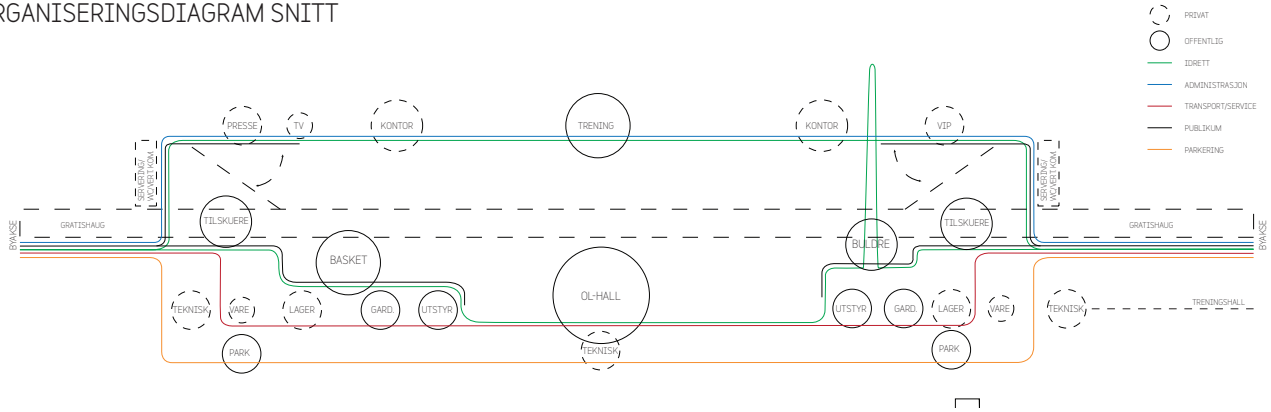 RGANISERINGSDIAGRAM SNITT
PRIVAT
OFFENTLIG
IDRETT
ADMINISTRASJON
TRANSPORT/SERVICE
PUBLIKUM
PARKERING
PRESSE
TV
KONTOR
TRENING
KONTOR
VIP
SERVERING/
WC/VERT.KOM.
SERVERING/
WC/VERT.KOM.
BYAKSE
GRATISHAUG
TILSKUERE
TILSKUERE
GRATISHAUG
BYAKSE
BASKET
BULDRE
OL-HALL
TEKNISK
VARE
LAGER
GARD.
UTSTYR
UTSTYR
GARD.
LAGER
VARE
TEKNISK
TRENINGSHALL
PARK
TEKNISK
PARK